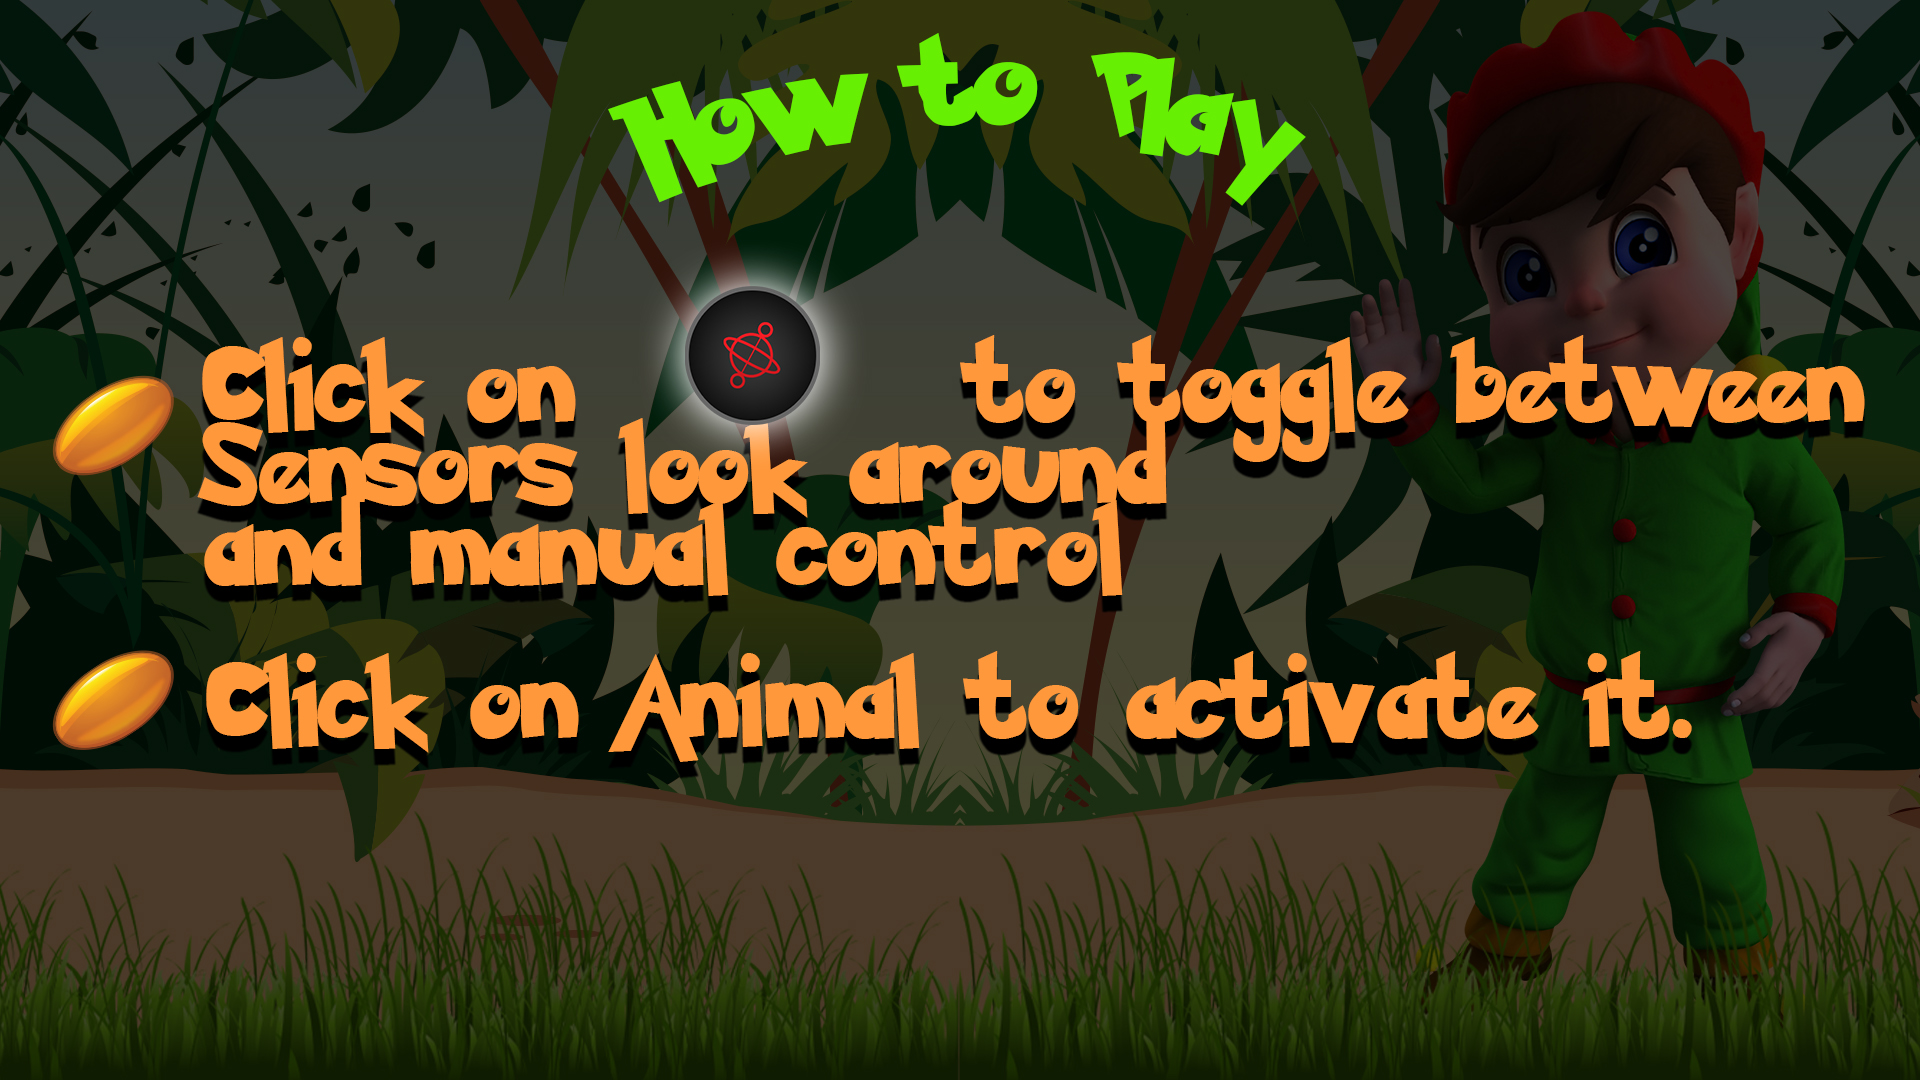 How to Play
Click on to toggle between
Sensors look around
and manual control
Click on Animal to activate it.